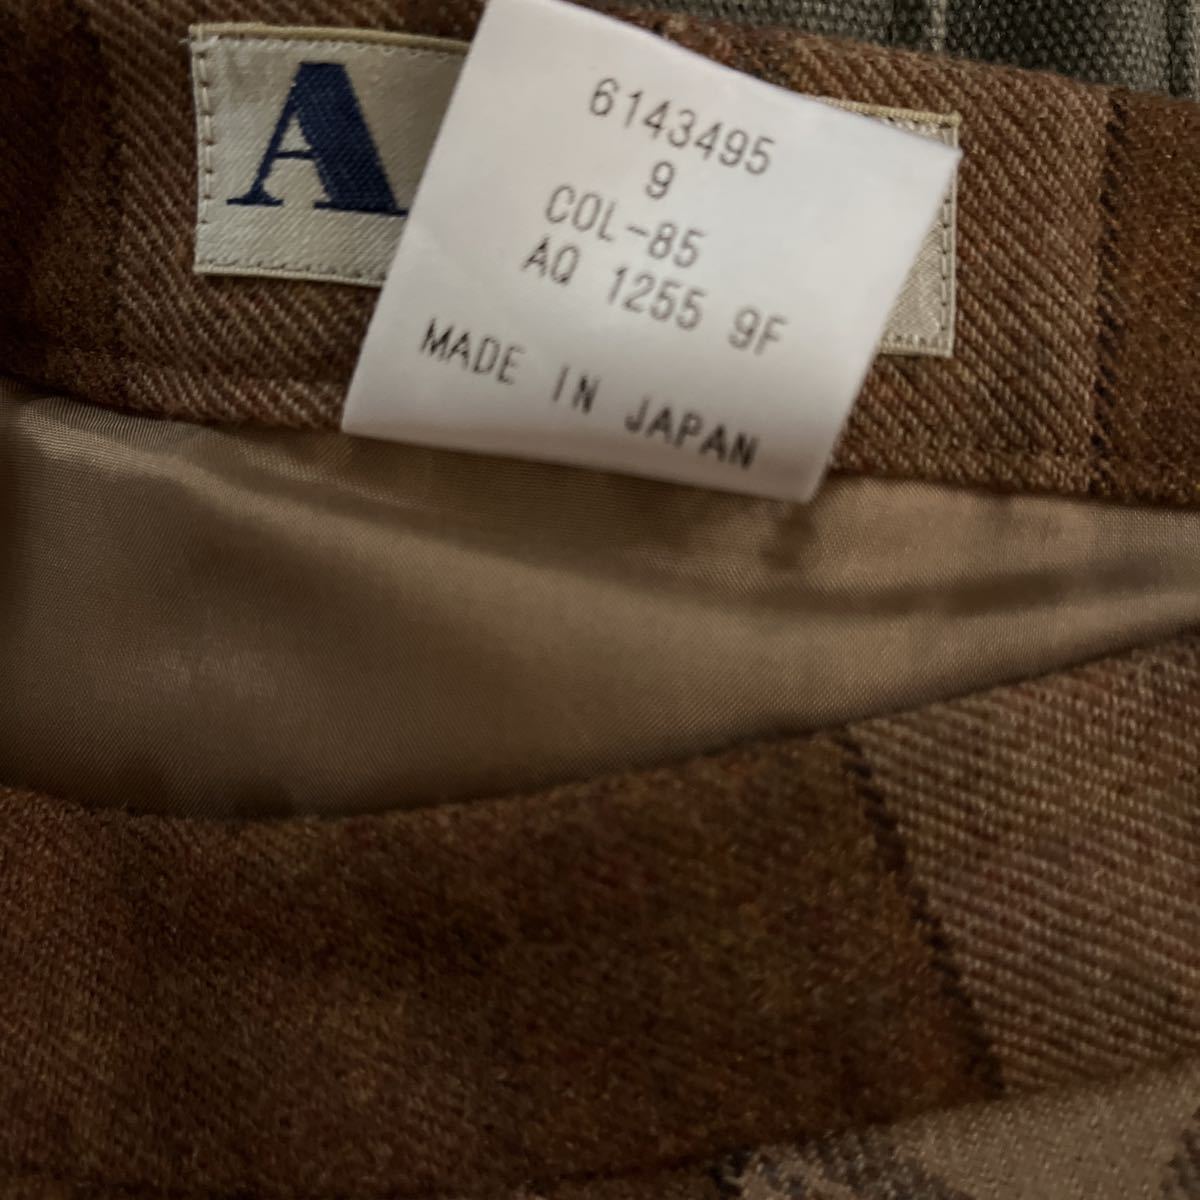 A
6143495
9
COL-85
AQ 1255 9F
MADE IN JAPAN